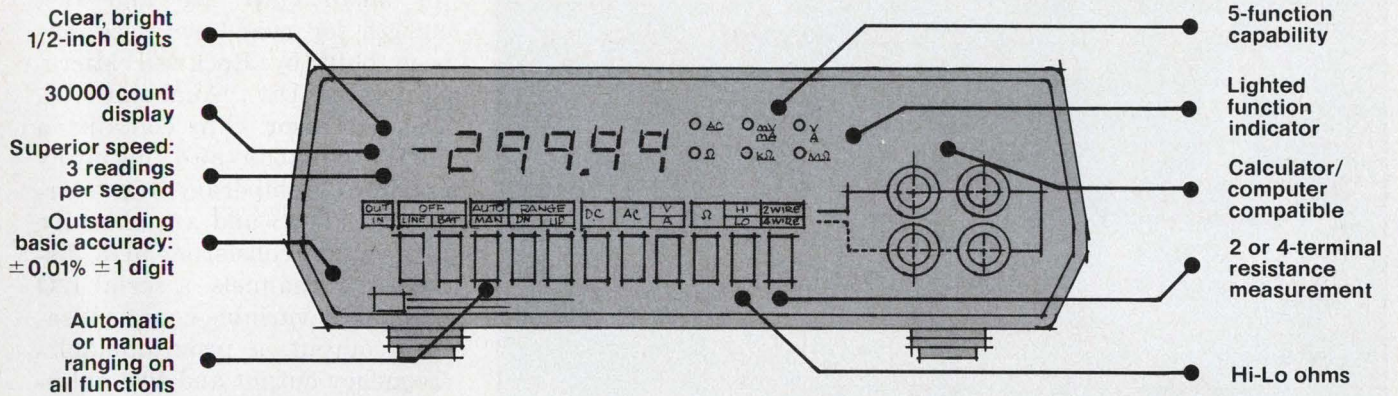 Clear, bright
1/2-inch digits
30000 count
display
Superior speed:
3 readings
per second
Outstanding
basic accuracy:
±0.01% ±1 digit
Automatic
or manual
ranging on
all functions
-299.99
AC mV mA V A
Ω kΩ MΩ
OUT OFF AUTO RANGE DC AC V Ω HI 2WIRE
IN LINE BAT MAN DN UP A LO 4WIRE
5-function
capability
Lighted
function
indicator
Calculator/
computer
compatible
2 or 4-terminal
resistance
measurement
Hi-Lo ohms